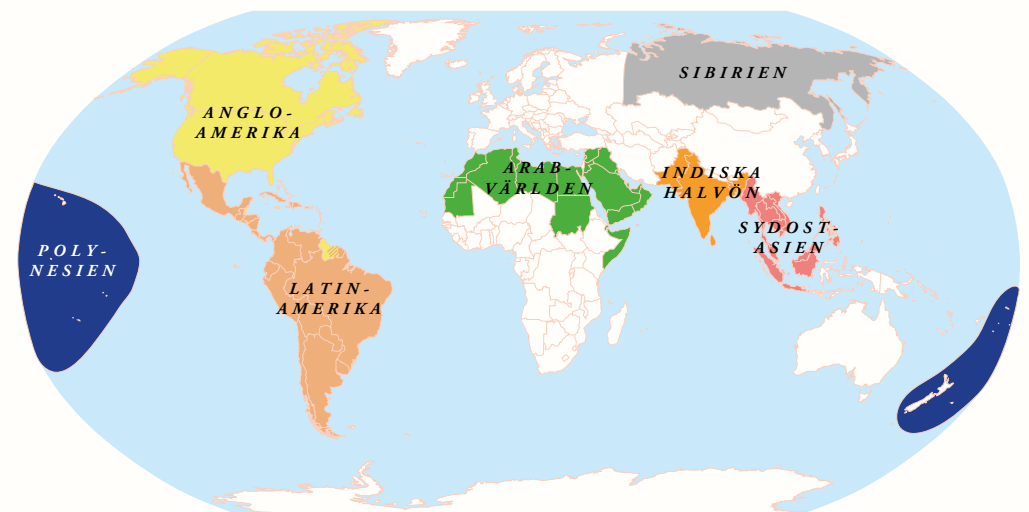 SIBIRIEN
ANGLO-
AMERIKA
ARAB-
VÄRLDEN
INDISKA
HALVÖN
SYDOST-
ASIEN
POLY-
NESIEN
LATIN-
AMERIKA